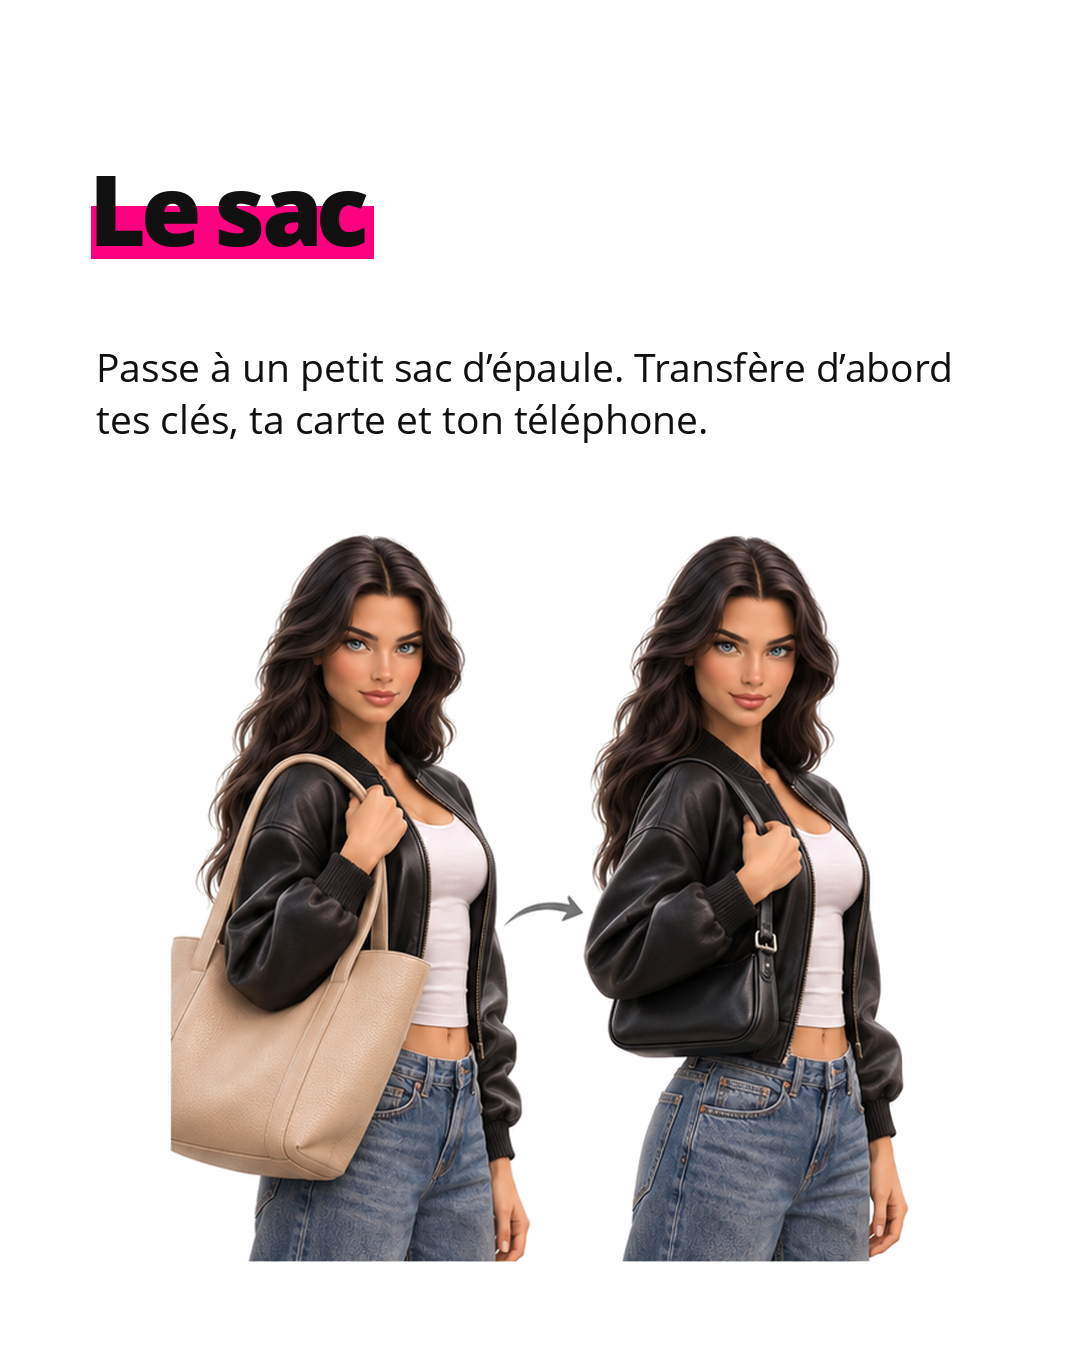 Le sac
Passe à un petit sac d’épaule. Transfère d’abord
tes clés, ta carte et ton téléphone.